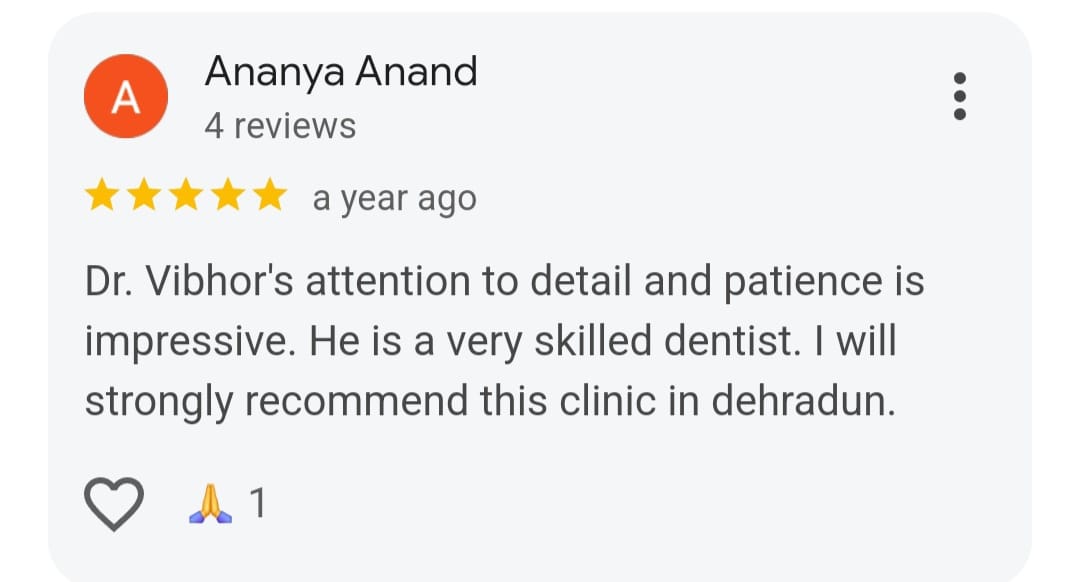 A
Ananya Anand
4 reviews
a year ago
Dr. Vibhor's attention to detail and patience is
impressive. He is a very skilled dentist. I will
strongly recommend this clinic in dehradun.
🙏 1